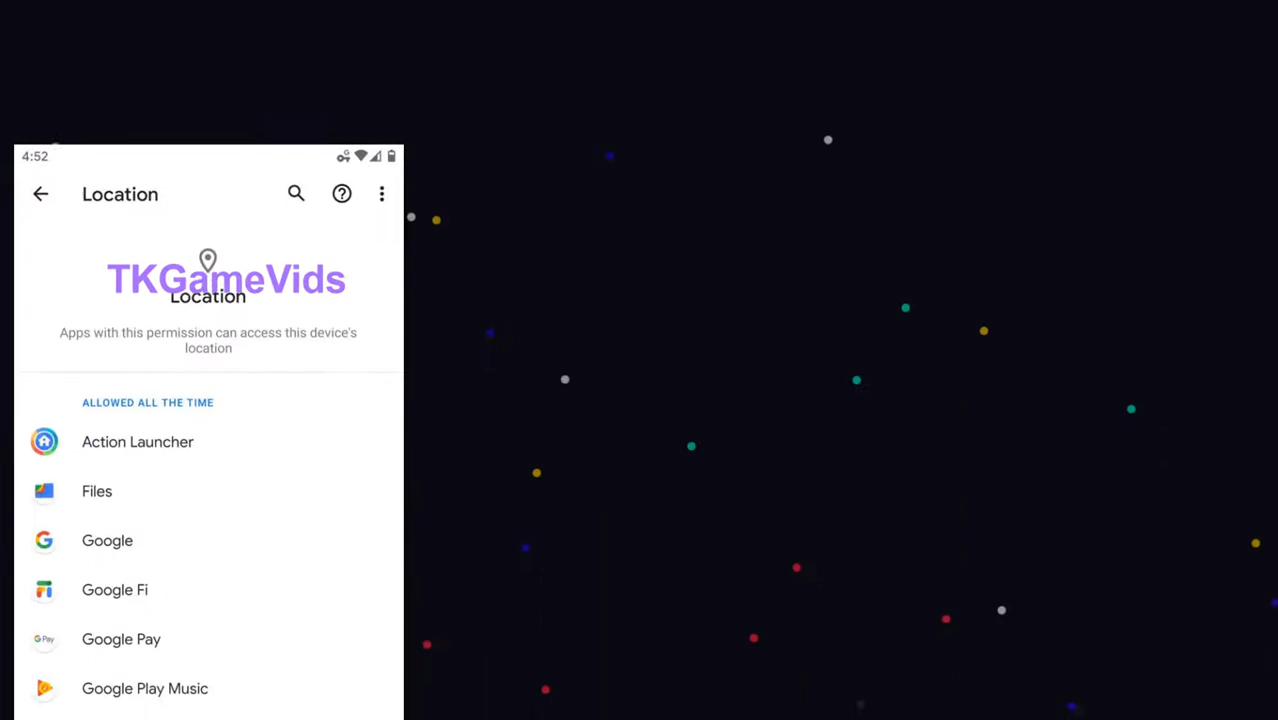 4:52
Location
TKGameVids
Location
Apps with this permission can access this device's
location
ALLOWED ALL THE TIME
Action Launcher
Files
Google
Google Fi
G Pay
Google Pay
Google Play Music